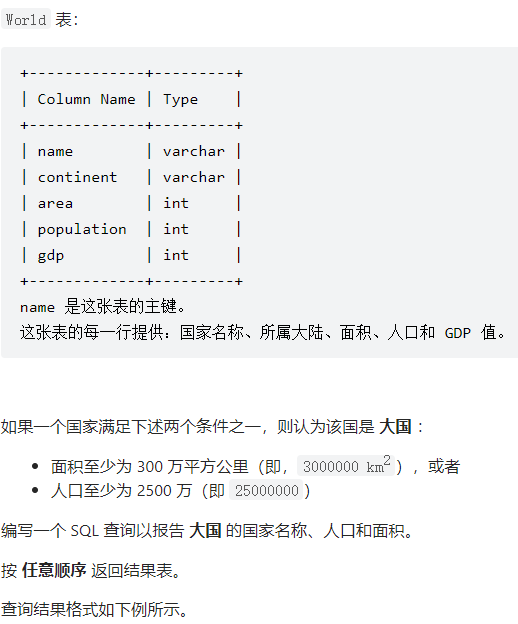 World 表：
+-------------+---------+
| Column Name | Type    |
+-------------+---------+
| name        | varchar |
| continent   | varchar |
| area        | int     |
| population  | int     |
| gdp         | int     |
+-------------+---------+
name 是这张表的主键。
这张表的每一行提供：国家名称、所属大陆、面积、人口和 GDP 值。
如果一个国家满足下述两个条件之一，则认为该国是 大国 ：
• 面积至少为 300 万平方公里（即，3000000 km²），或者
• 人口至少为 2500 万（即 25000000）
编写一个 SQL 查询以报告 大国 的国家名称、人口和面积。
按 任意顺序 返回结果表。
查询结果格式如下例所示。